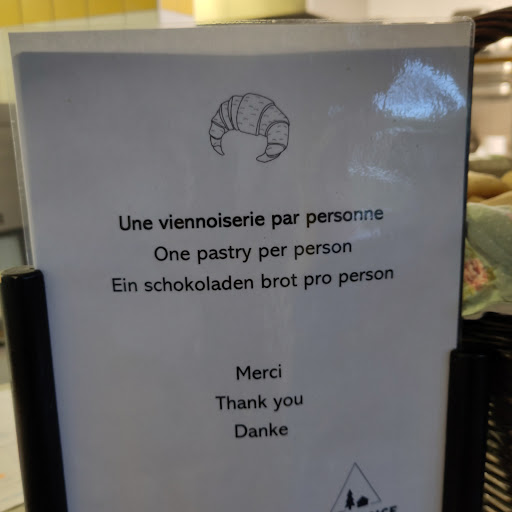 Une viennoiserie par personne
One pastry per person
Ein schokoladen brot pro person
Merci
Thank you
Danke